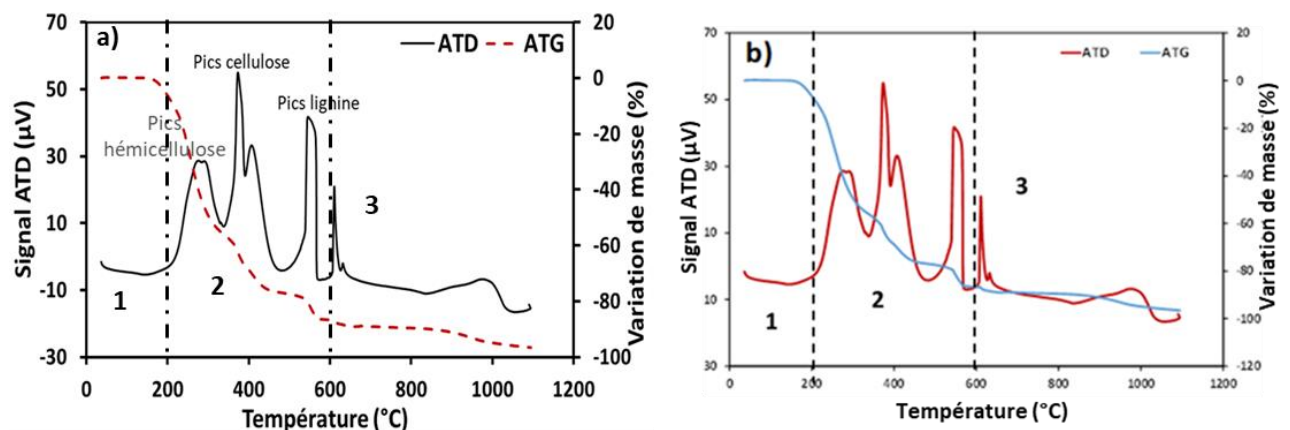 a)
ATD ATG
Pics cellulose
Pics lignine
Pics
hémicellulose
1
2
3
70
50
30
10
-10
-30
Signal ATD (µV)
20
0
-20
-40
-60
-80
-100
Variation de masse (%)
0 200 400 600 800 1000 1200
Température (°C)
b)
ATD ATG
1
2
3
70
50
30
10
10
30
Signal ATD (µV)
20
0
-20
-40
-60
-80
-100
-120
Variation de masse (%)
0 200 400 600 800 1000 1200
Température (°C)